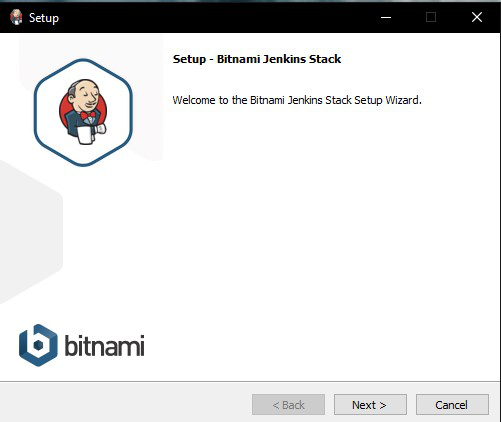 Setup
Setup - Bitnami Jenkins Stack
Welcome to the Bitnami Jenkins Stack Setup Wizard.
bitnami
< Back
Next >
Cancel